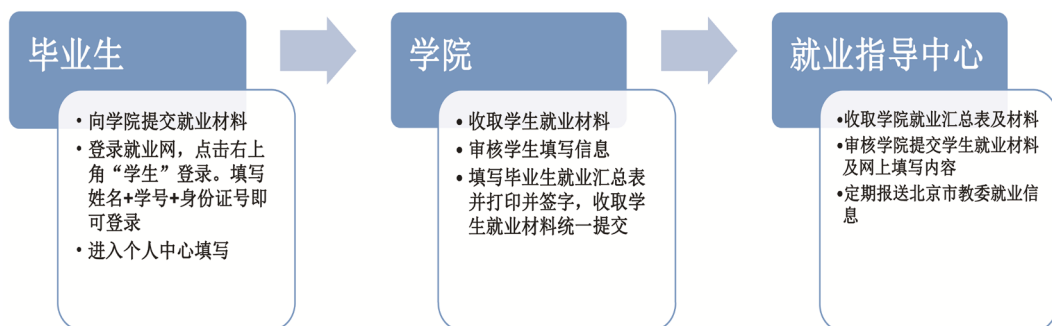 毕业生
• 向学院提交就业材料
• 登录就业网，点击右上
角“学生”登录。填写
姓名+学号+身份证号即
可登录
• 进入个人中心填写
学院
• 收取学生就业材料
• 审核学生填写信息
• 填写毕业生就业汇总表
并打印并签字，收取学
生就业材料统一提交
就业指导中心
•收取学院就业汇总表及材料
•审核学院提交学生就业材料
及网上填写内容
•定期报送北京市教委就业信
息